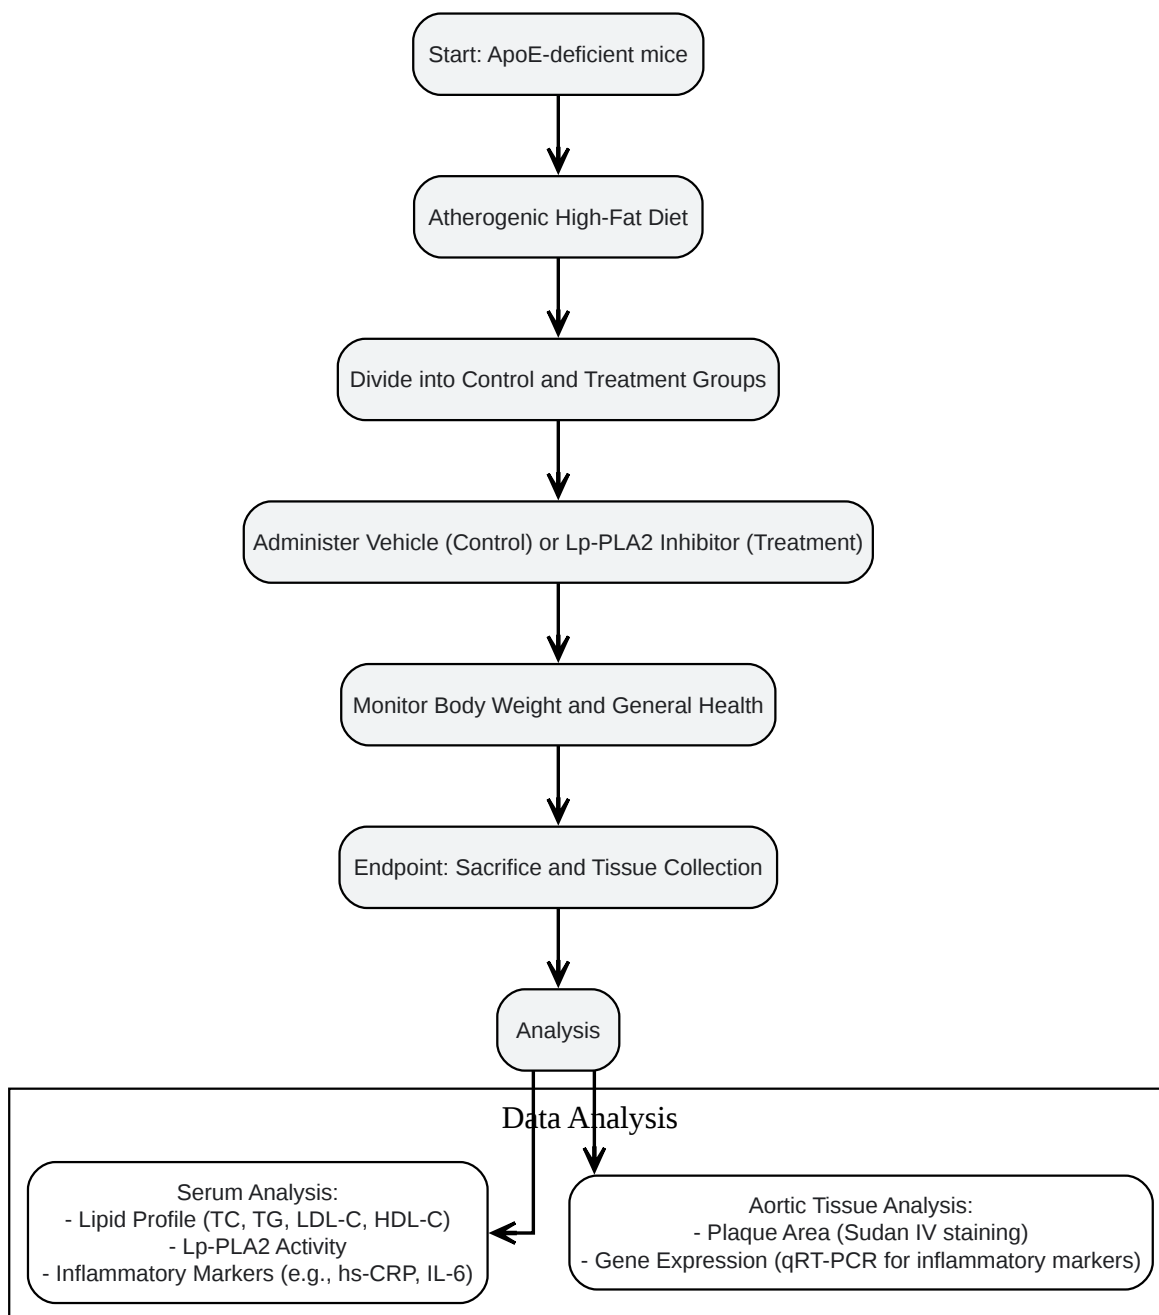 Start: ApoE-deficient mice
Atherogenic High-Fat Diet
Divide into Control and Treatment Groups
Administer Vehicle (Control) or Lp-PLA2 Inhibitor (Treatment)
Monitor Body Weight and General Health
Endpoint: Sacrifice and Tissue Collection
Analysis
Data Analysis
Serum Analysis:
- Lipid Profile (TC, TG, LDL-C, HDL-C)
- Lp-PLA2 Activity
- Inflammatory Markers (e.g., hs-CRP, IL-6)
Aortic Tissue Analysis:
- Plaque Area (Sudan IV staining)
- Gene Expression (qRT-PCR for inflammatory markers)